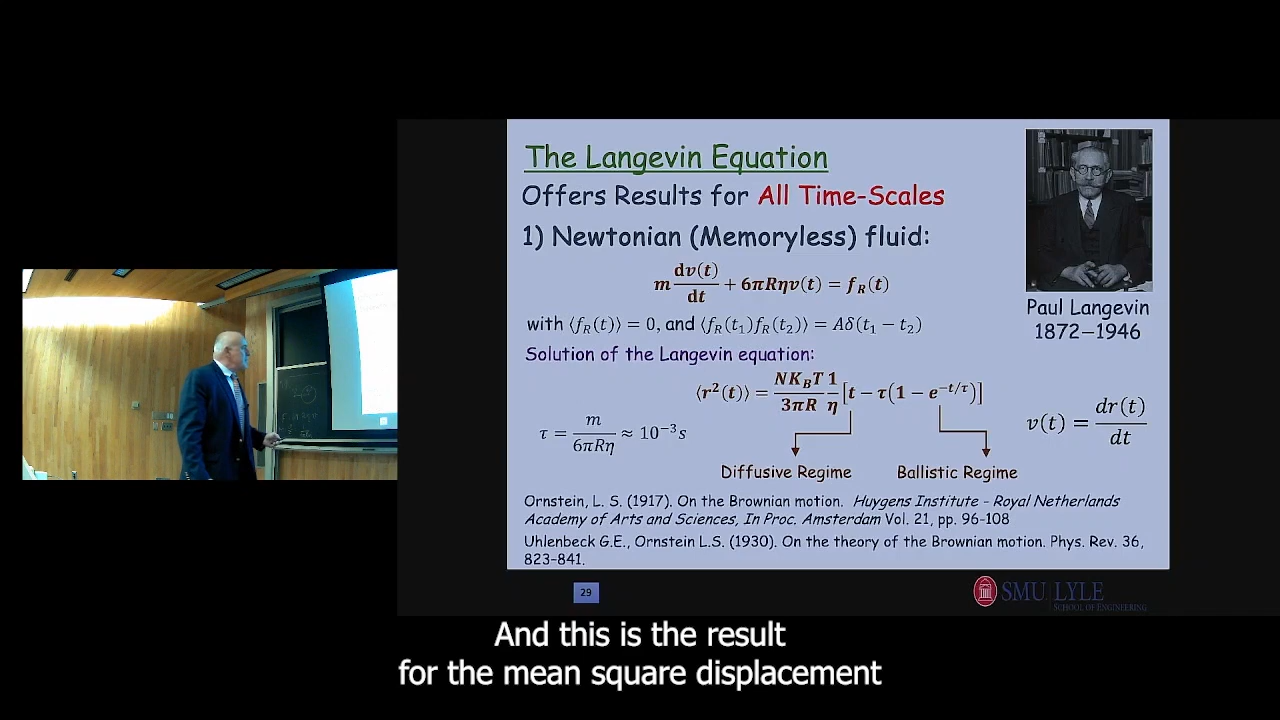 The Langevin Equation
Offers Results for All Time-Scales
1) Newtonian (Memoryless) fluid:
m dv(t)/dt + 6πRηv(t) = f_R(t)
with ⟨f_R(t)⟩ = 0, and ⟨f_R(t₁)f_R(t₂)⟩ = Aδ(t₁ − t₂)
Solution of the Langevin equation:
⟨r²(t)⟩ = NK_BT/3πR 1/η [t − τ(1 − e^{−t/τ})]
τ = m/6πRη ≈ 10⁻³s
v(t) = dr(t)/dt
Diffusive Regime
Ballistic Regime
Ornstein, L. S. (1917). On the Brownian motion. Huygens Institute - Royal Netherlands
Academy of Arts and Sciences, In Proc. Amsterdam Vol. 21, pp. 96-108
Uhlenbeck G.E., Ornstein L.S. (1930). On the theory of the Brownian motion. Phys. Rev. 36,
823-841.
Paul Langevin
1872−1946
29
SMU LYLE
SCHOOL OF ENGINEERING
And this is the result
for the mean square displacement